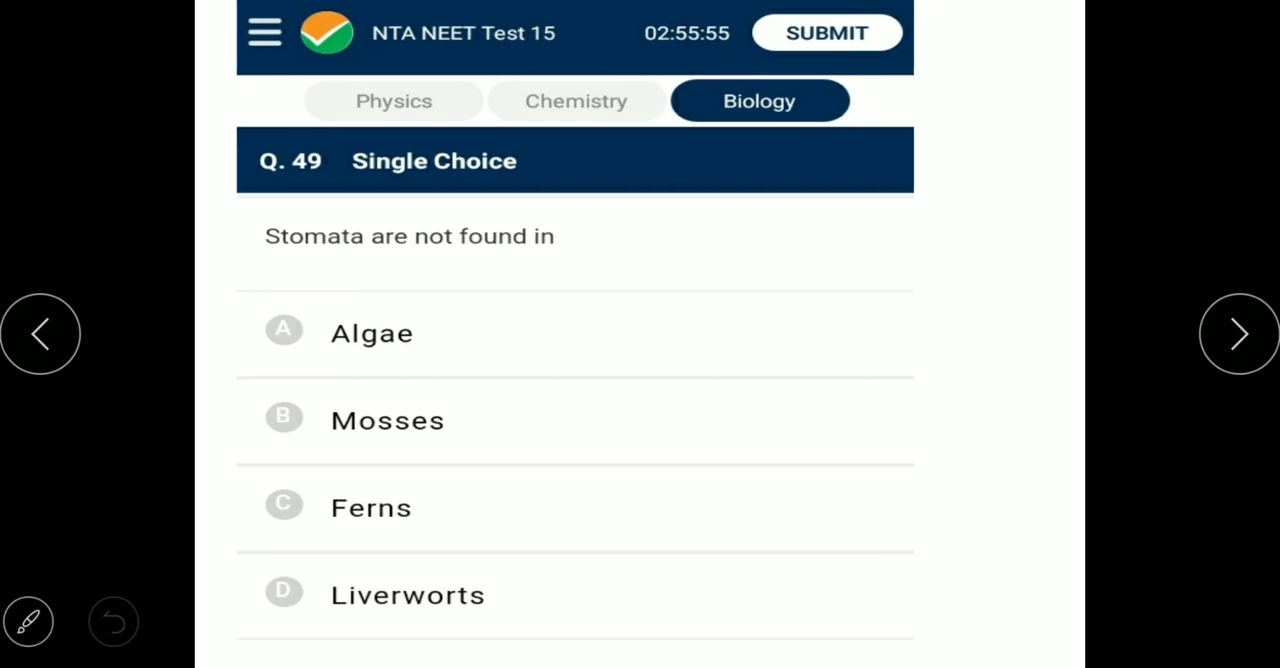 NTA NEET Test 15 02:55:55 SUBMIT
Physics Chemistry Biology
Q. 49 Single Choice
Stomata are not found in
A Algae
B Mosses
C Ferns
D Liverworts